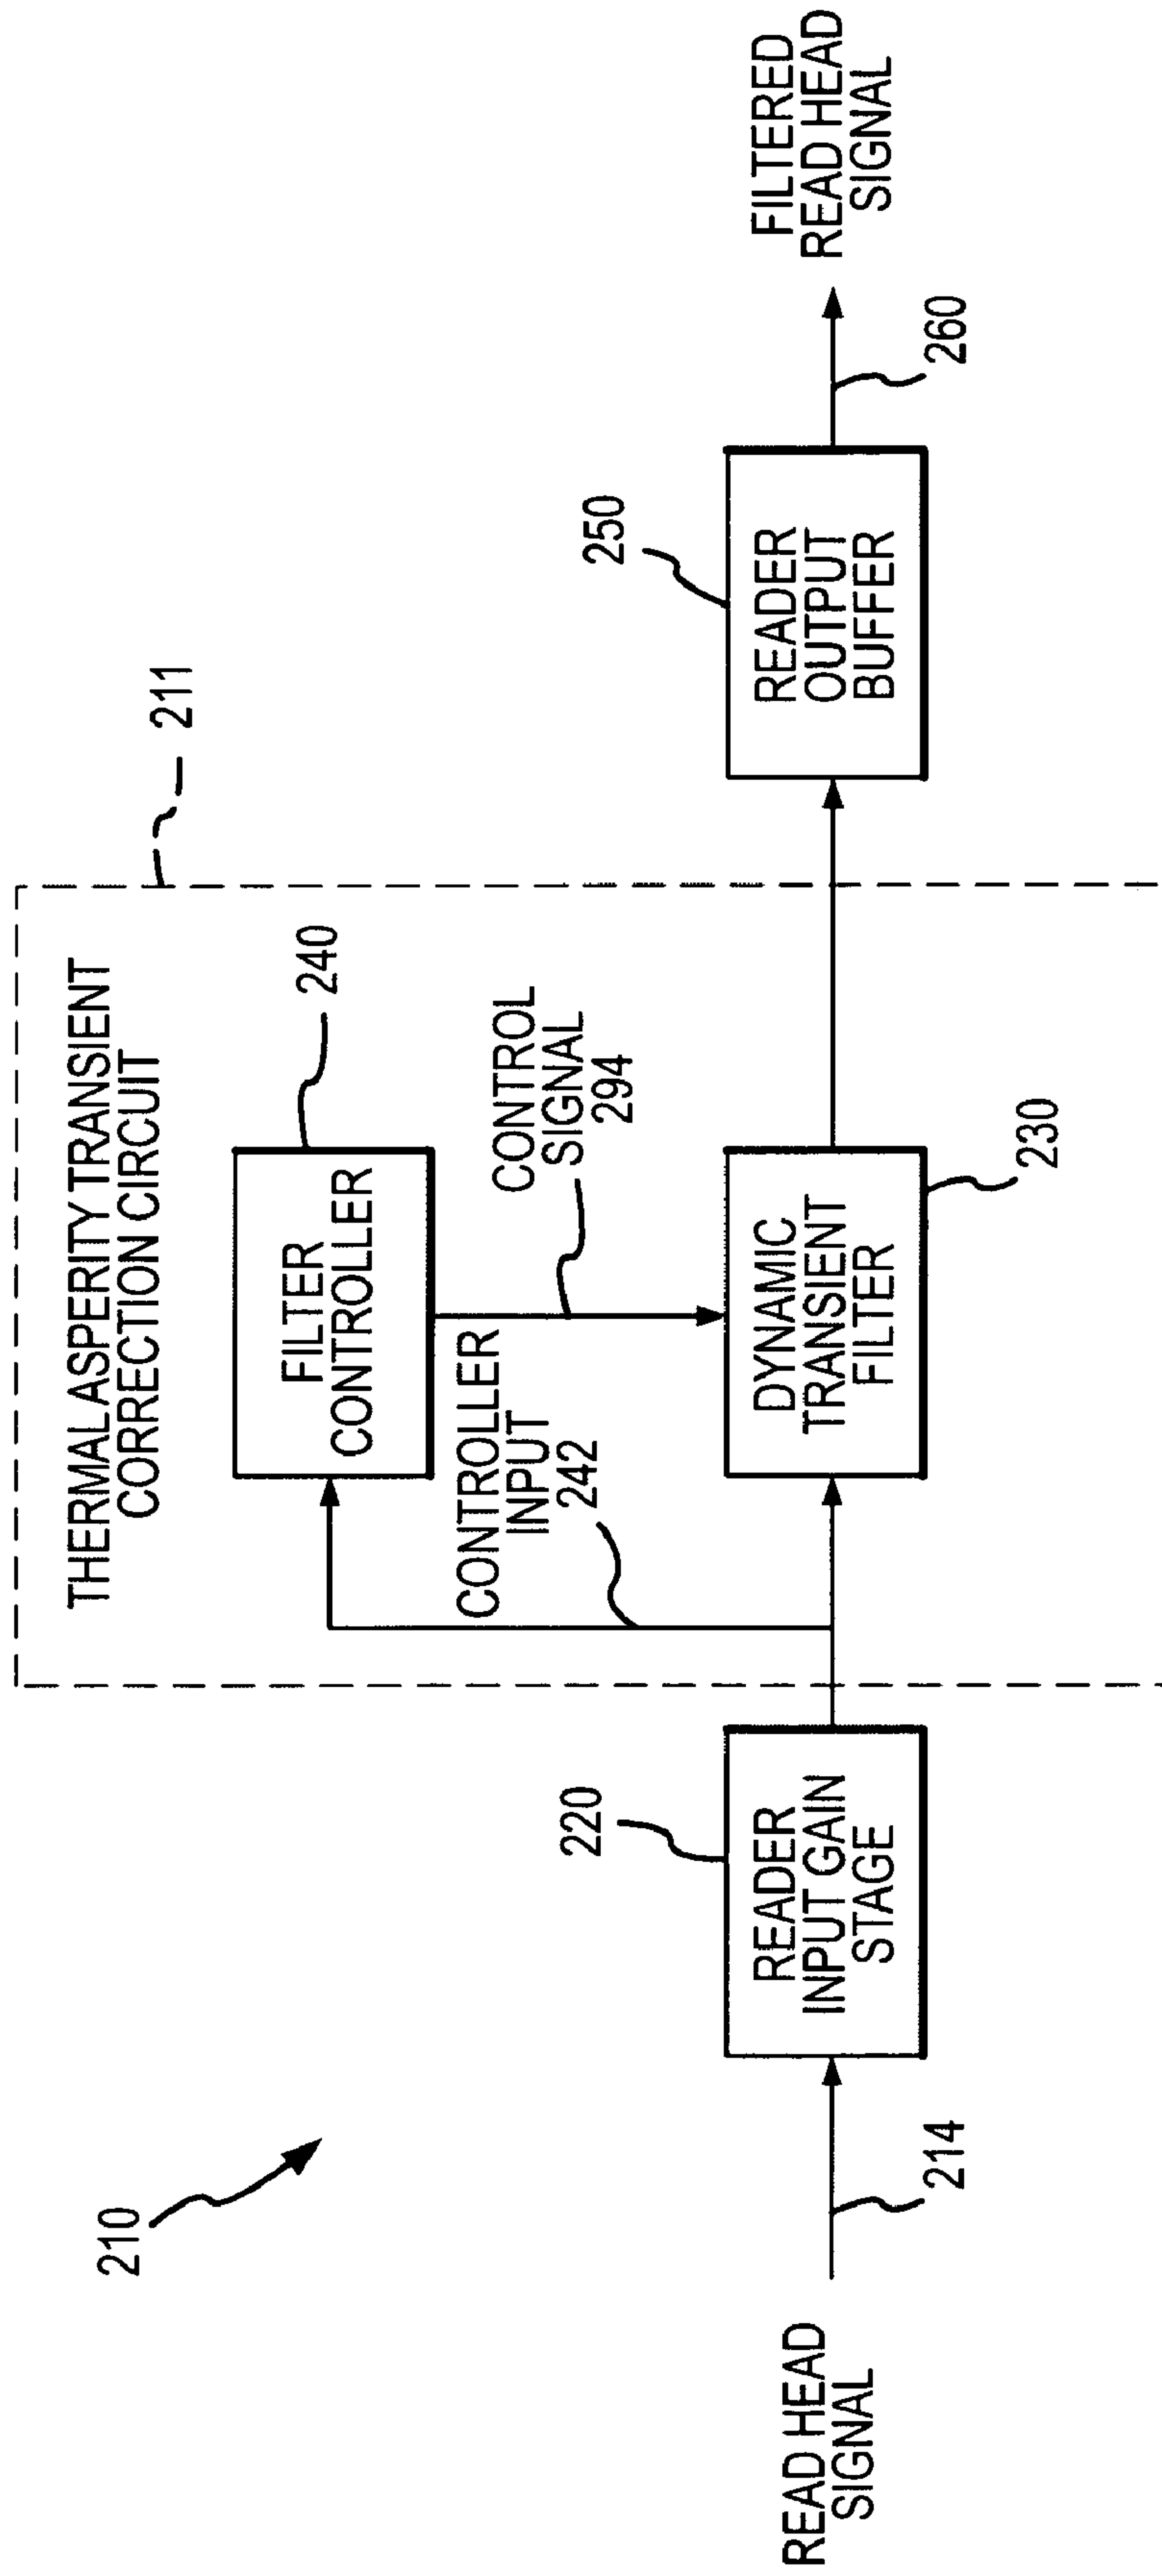 210
THERMAL ASPERITY TRANSIENT
CORRECTION CIRCUIT
211
FILTER
CONTROLLER
240
CONTROLLER
INPUT
242
CONTROL
SIGNAL
294
READ HEAD
SIGNAL
214
READER
INPUT GAIN
STAGE
220
DYNAMIC
TRANSIENT
FILTER
230
READER
OUTPUT
BUFFER
250
260
FILTERED
READ HEAD
SIGNAL